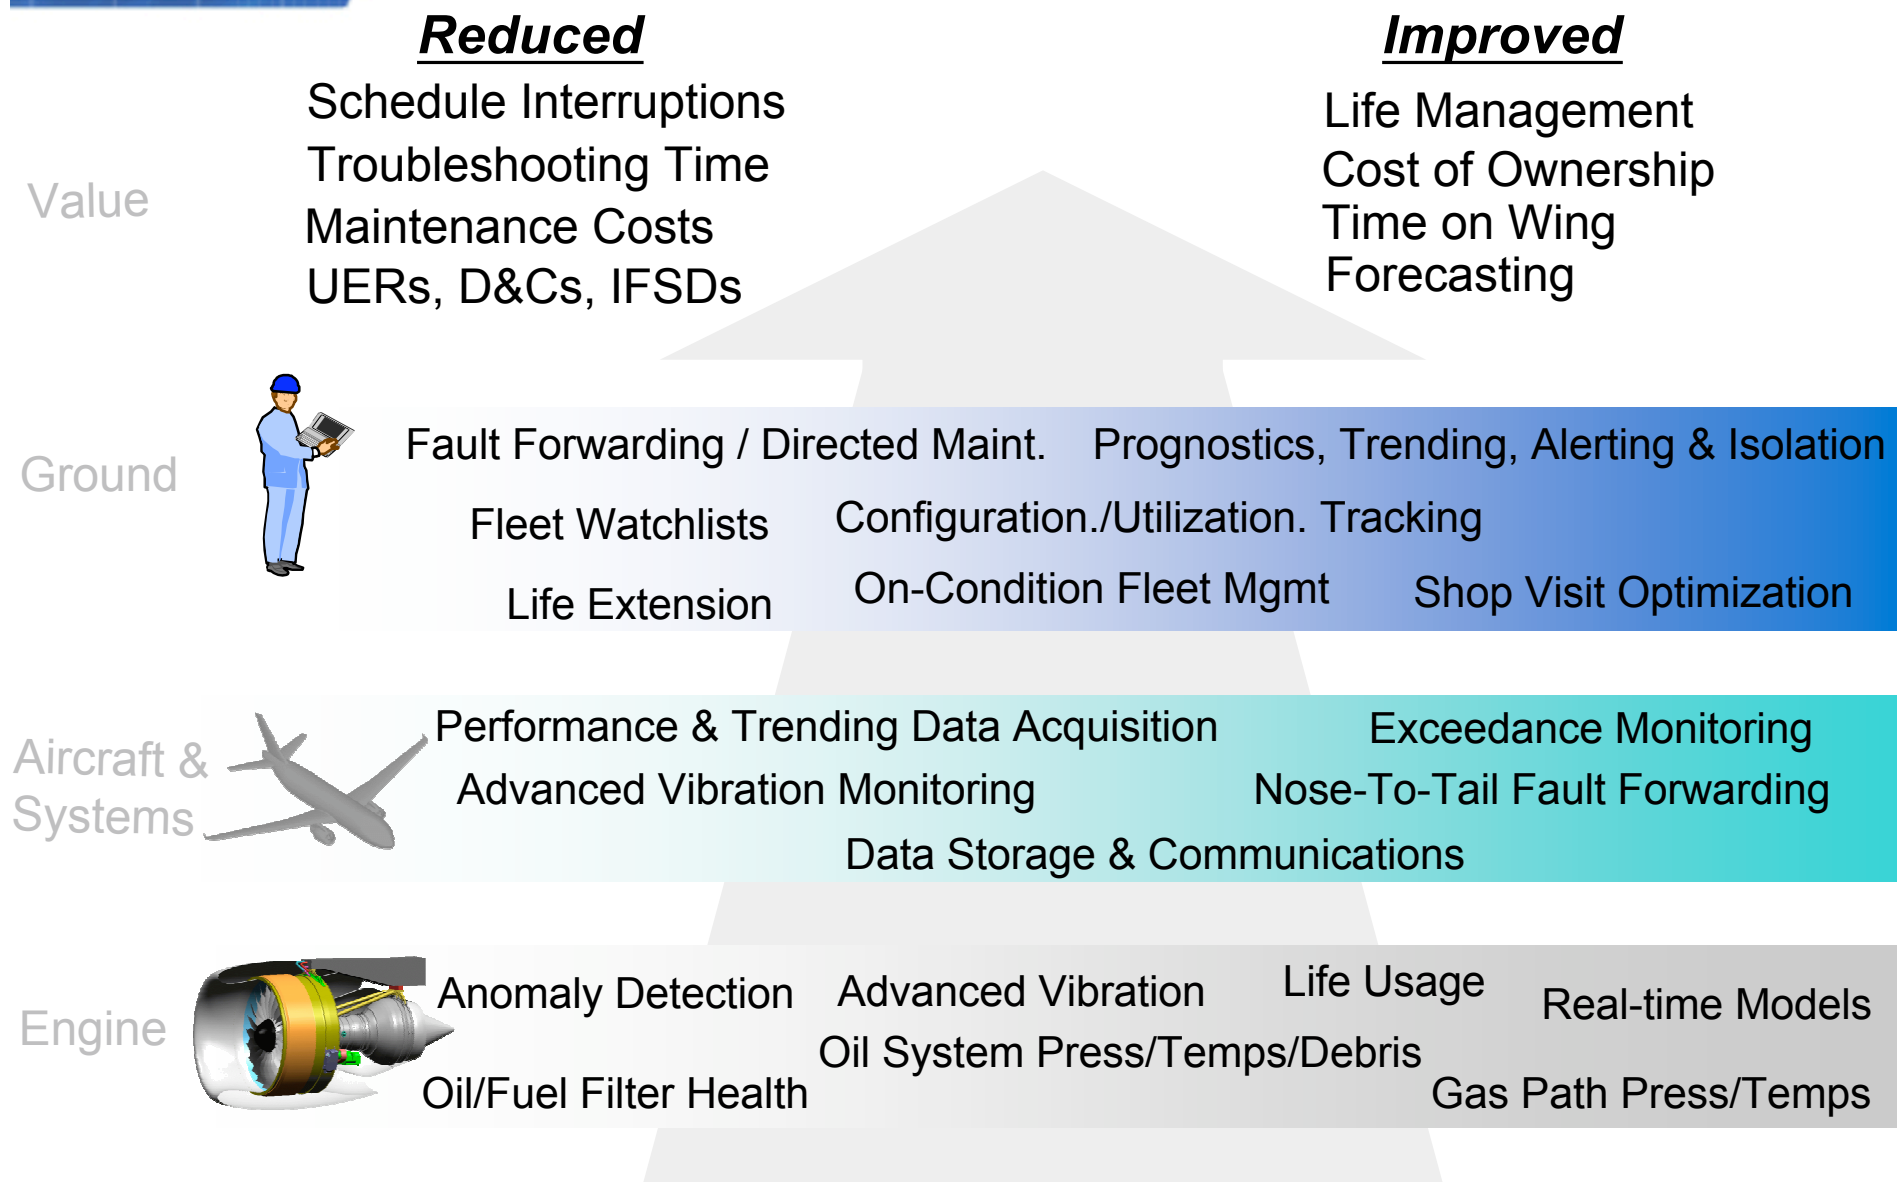 Reduced
Improved
Schedule Interruptions
Troubleshooting Time
Maintenance Costs
UERs, D&Cs, IFSDs
Life Management
Cost of Ownership
Time on Wing
Forecasting
Value
Ground
Fault Forwarding / Directed Maint.
Prognostics, Trending, Alerting & Isolation
Fleet Watchlists
Configuration./Utilization. Tracking
Life Extension
On-Condition Fleet Mgmt
Shop Visit Optimization
Aircraft &
Systems
Performance & Trending Data Acquisition
Exceedance Monitoring
Advanced Vibration Monitoring
Nose-To-Tail Fault Forwarding
Data Storage & Communications
Engine
Anomaly Detection
Advanced Vibration
Life Usage
Real-time Models
Oil System Press/Temps/Debris
Oil/Fuel Filter Health
Gas Path Press/Temps